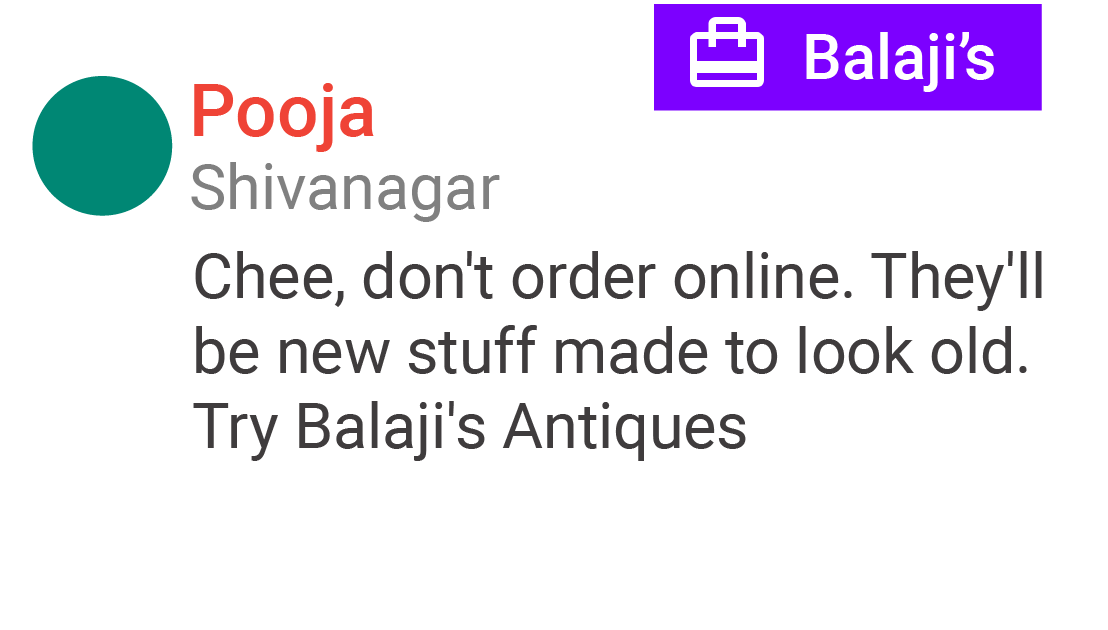 Balaji’s
Pooja
Shivanagar
Chee, don't order online. They'll
be new stuff made to look old.
Try Balaji's Antiques